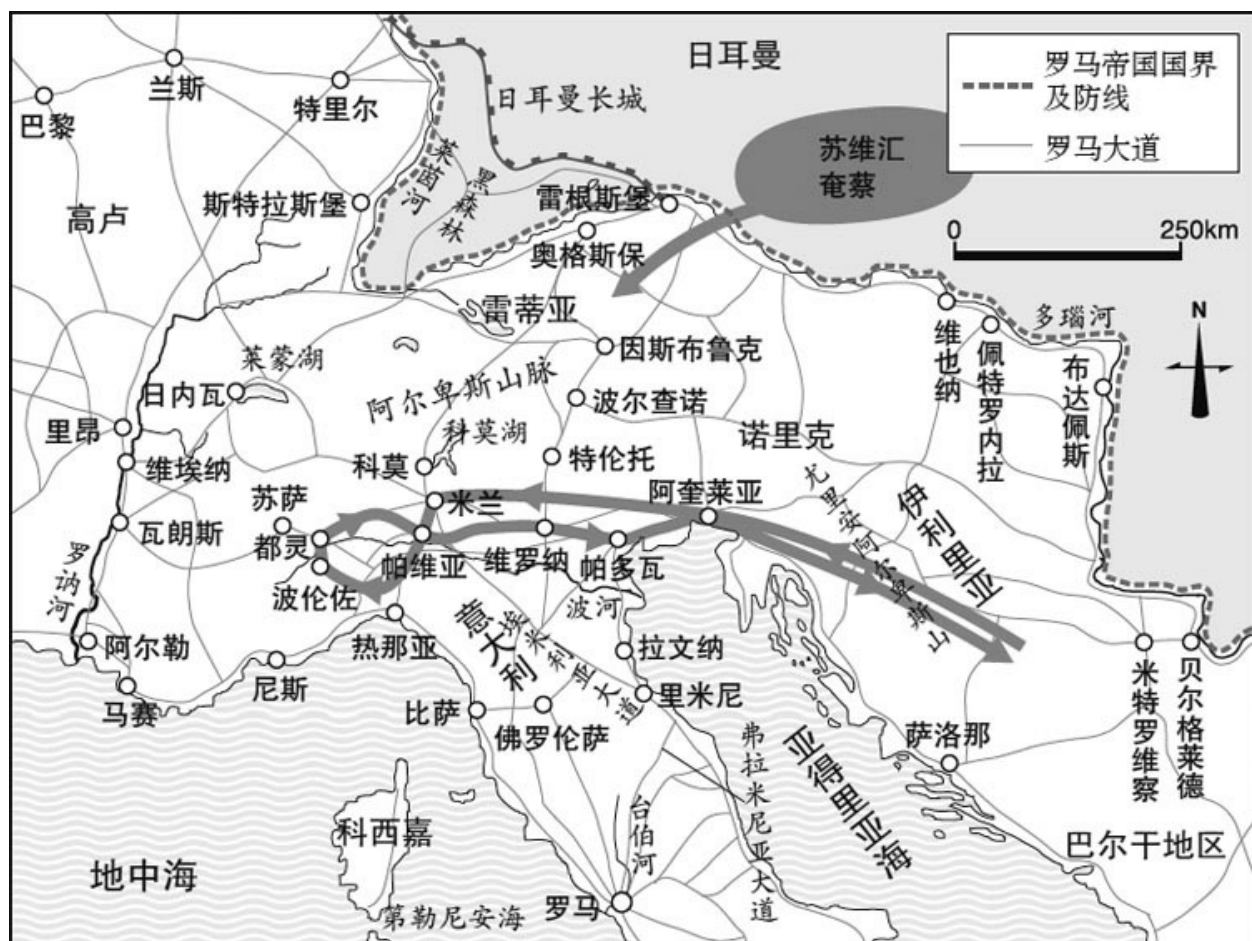 日耳曼
罗马帝国国界
及防线
罗马大道
兰斯
特里尔
巴黎
日耳曼长城
苏维汇
奄蔡
莱茵河
黑森林
斯特拉斯堡
雷根斯堡
高卢
奥格斯保
0 250km
雷蒂亚
维也纳
佩特罗内拉
多瑙河
N
布达佩斯
因斯布鲁克
莱蒙湖
阿尔卑斯山脉
日内瓦
波尔查诺
里昂
科莫湖
诺里克
维埃纳
科莫
特伦托
苏萨
米兰
阿奎莱亚
尤里安阿尔卑斯山
伊利里亚
瓦朗斯
都灵
帕维亚
维罗纳
帕多瓦
罗讷河
波伦佐
波河
意大利
埃米利亚大道
阿尔勒
热那亚
拉文纳
尼斯
马赛
里米尼
比萨
佛罗伦萨
米特罗维察
贝尔格莱德
萨洛那
弗拉米尼亚大道
亚得里亚海
台伯河
科西嘉
巴尔干地区
地中海
罗马
第勒尼安海